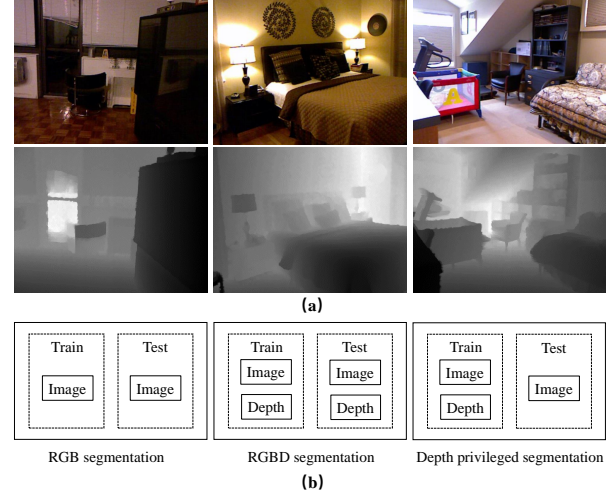 (a)
Train Test Train Test Train Test
Image Image Image Image Image Image
Depth Depth Depth
RGB segmentation RGBD segmentation Depth privileged segmentation
(b)